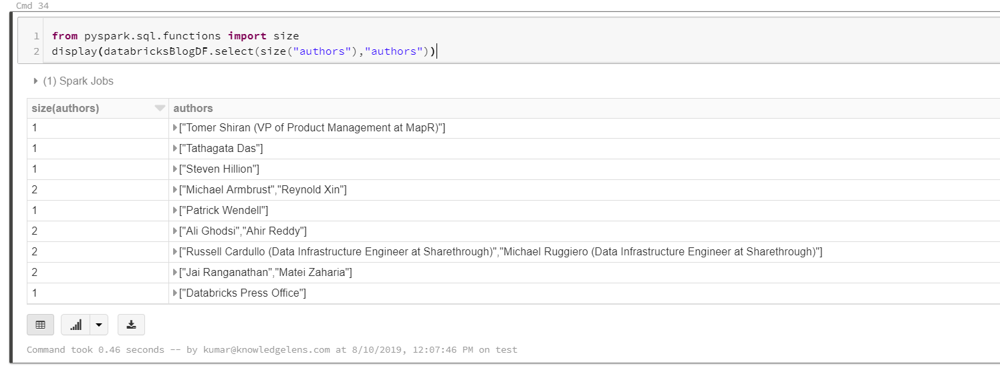 Cmd 34
1 from pyspark.sql.functions import size
2 display(databricksBlogDF.select(size("authors"),"authors"))
(1) Spark Jobs
size(authors) authors
1 ["Tomer Shiran (VP of Product Management at MapR)"]
1 ["Tathagata Das"]
1 ["Steven Hillion"]
2 ["Michael Armbrust","Reynold Xin"]
1 ["Patrick Wendell"]
2 ["Ali Ghodsi","Ahir Reddy"]
2 ["Russell Cardullo (Data Infrastructure Engineer at Sharethrough)","Michael Ruggiero (Data Infrastructure Engineer at Sharethrough)"]
2 ["Jai Ranganathan","Matei Zaharia"]
1 ["Databricks Press Office"]
Command took 0.46 seconds -- by kumar@knowledgelens.com at 8/10/2019, 12:07:46 PM on test